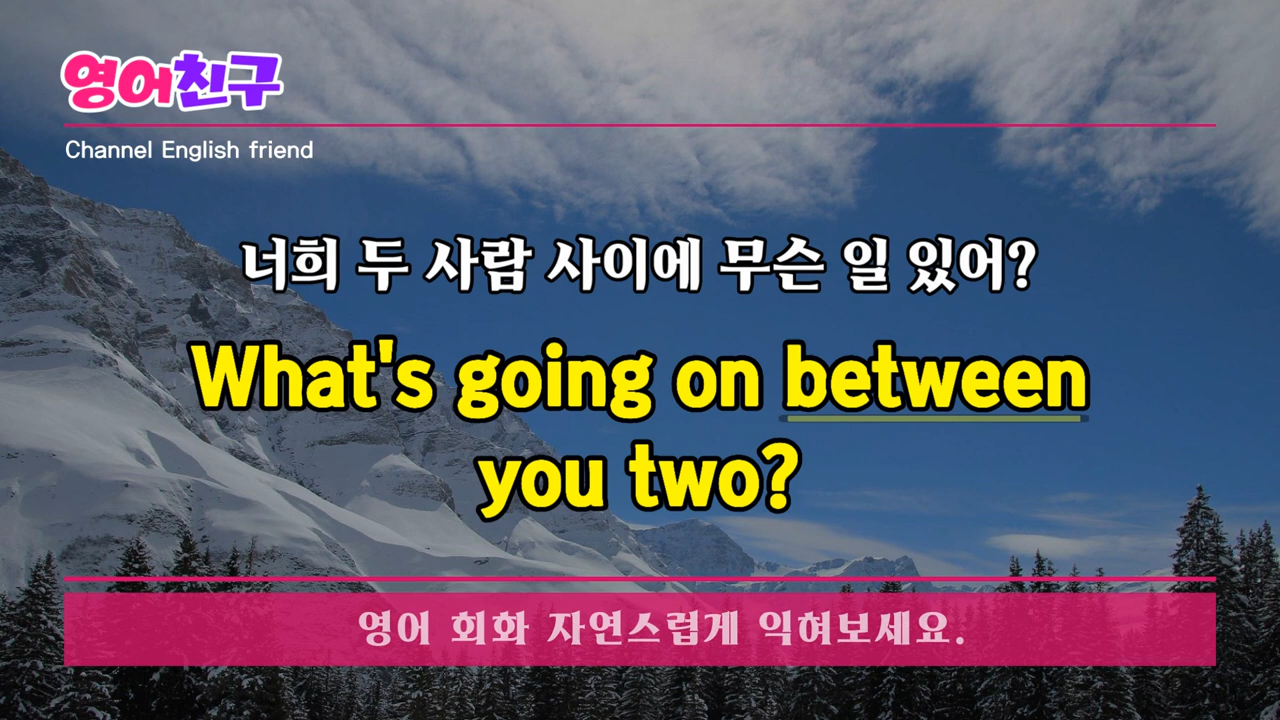 영어친구
Channel English friend
너희 두 사람 사이에 무슨 일 있어?
What's going on between
you two?
영어 회화 자연스럽게 익혀보세요.